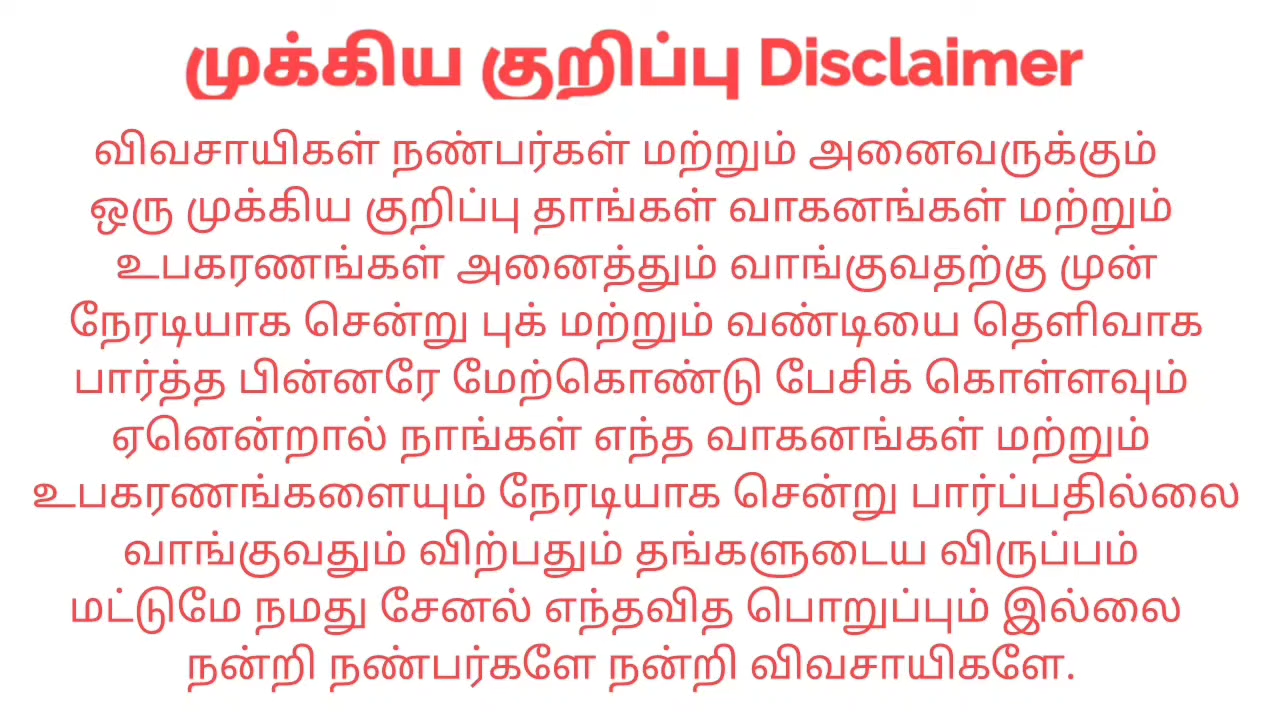 முக்கிய குறிப்பு Disclaimer
விவசாயிகள் நண்பர்கள் மற்றும் அனைவருக்கும்
ஒரு முக்கிய குறிப்பு தாங்கள் வாகனங்கள் மற்றும்
உபகரணங்கள் அனைத்தும் வாங்குவதற்கு முன்
நேரடியாக சென்று புக் மற்றும் வண்டியை தெளிவாக
பார்த்த பின்னரே மேற்கொண்டு பேசிக் கொள்ளவும்
ஏனென்றால் நாங்கள் எந்த வாகனங்கள் மற்றும்
உபகரணங்களையும் நேரடியாக சென்று பார்ப்பதில்லை
வாங்குவதும் விற்பதும் தங்களுடைய விருப்பம்
மட்டுமே நமது சேனல் எந்தவித பொறுப்பும் இல்லை
நன்றி நண்பர்களே நன்றி விவசாயிகளே.